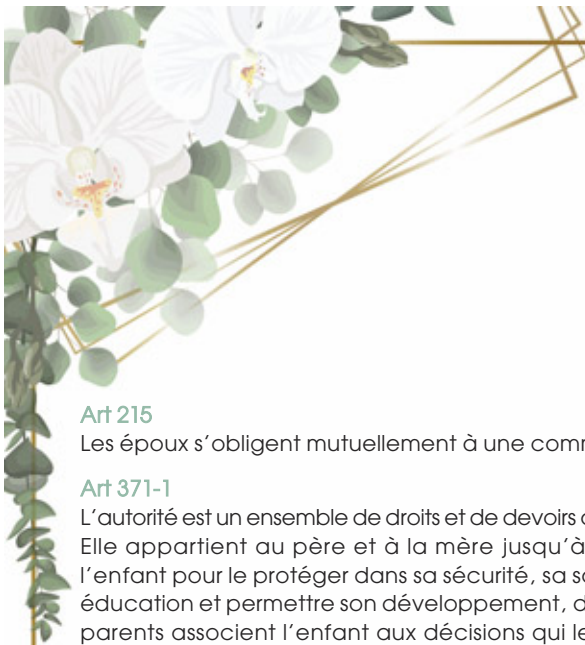 Art 215
Les époux s'obligent mutuellement à une
Art 371-1
L'autorité est un ensemble de droits et de devoirs
Elle appartient au père et à la mère jusqu'à
l'enfant pour le protéger dans sa sécurité, sa
éducation et permettre son développement,
parents associent l'enfant aux décisions qui